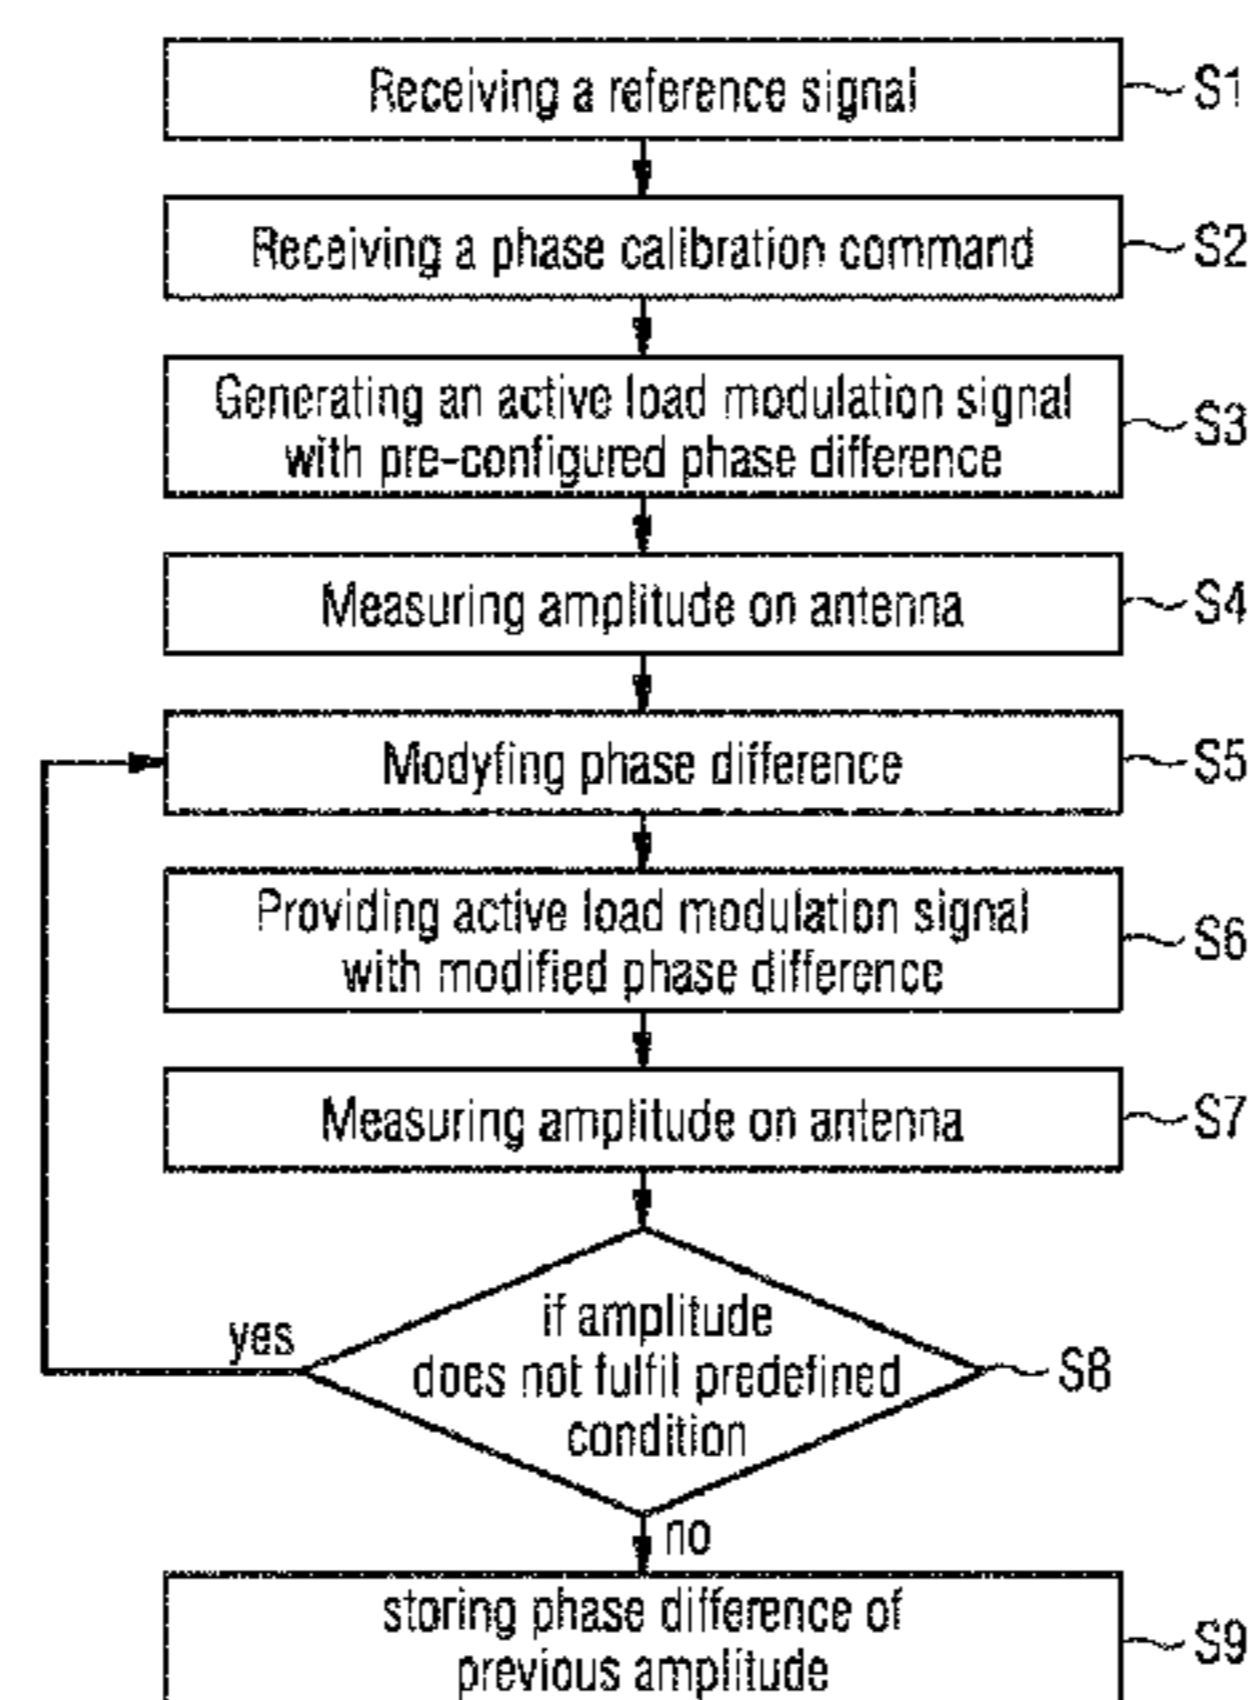 Receiving a reference signal
S1
Receiving a phase calibration command
S2
Generating an active load modulation signal
with pre-configured phase difference
S3
Measuring amplitude on antenna
S4
Modyfing phase difference
S5
Providing active load modulation signal
with modified phase difference
S6
Measuring amplitude on antenna
S7
yes
if amplitude
does not fulfil predefined
condition
S8
no
storing phase difference of
previous amplitude
S9